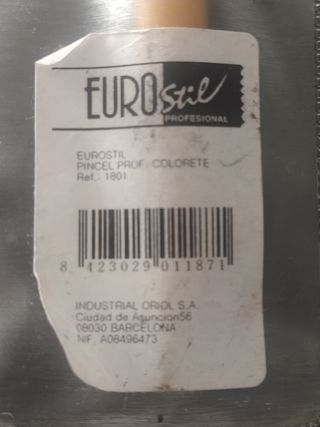 EUROstil
PROFESIONAL
EUROSTIL
PINCEL PROF. COLORETE
Ref.: 1801
8 423029 011871
INDUSTRIAL ORIOL S.A.
Ciudad de Asuncion56
08030 BARCELONA
NIF. A08496473